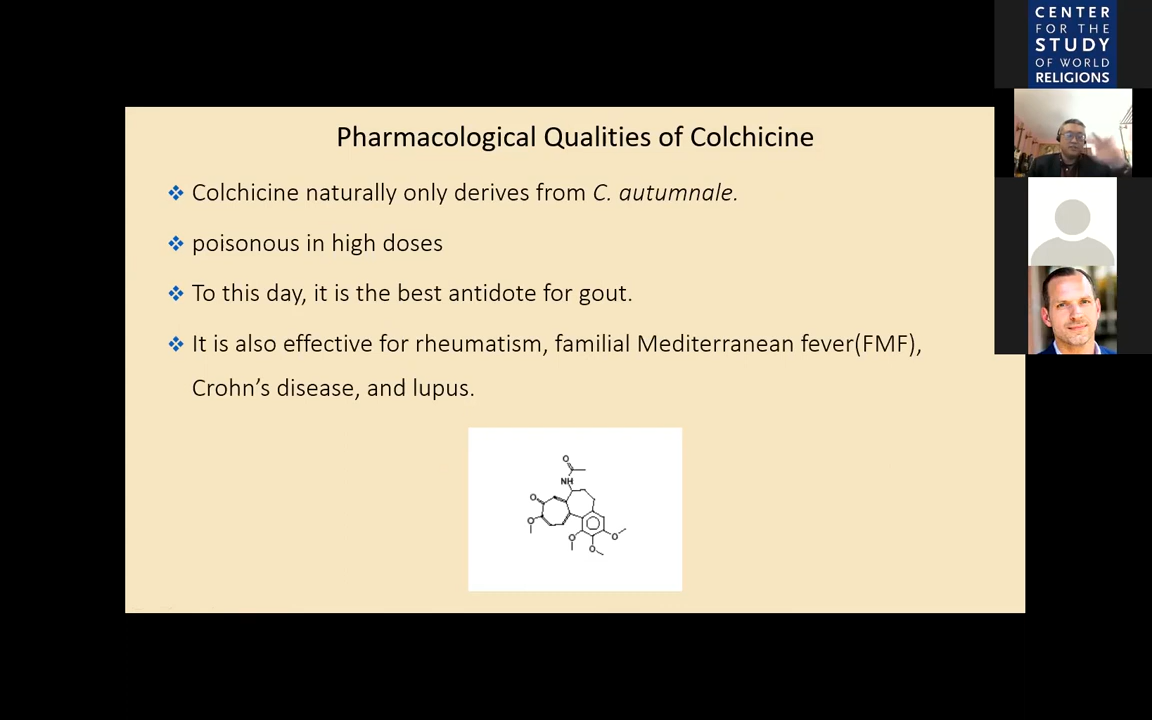 CENTER
FOR THE
STUDY
OF WORLD
RELIGIONS
Pharmacological Qualities of Colchicine
❖ Colchicine naturally only derives from C. autumnale.
❖ poisonous in high doses
❖ To this day, it is the best antidote for gout.
❖ It is also effective for rheumatism, familial Mediterranean fever(FMF),
Crohn’s disease, and lupus.
O
NH
O
O
O
O
O